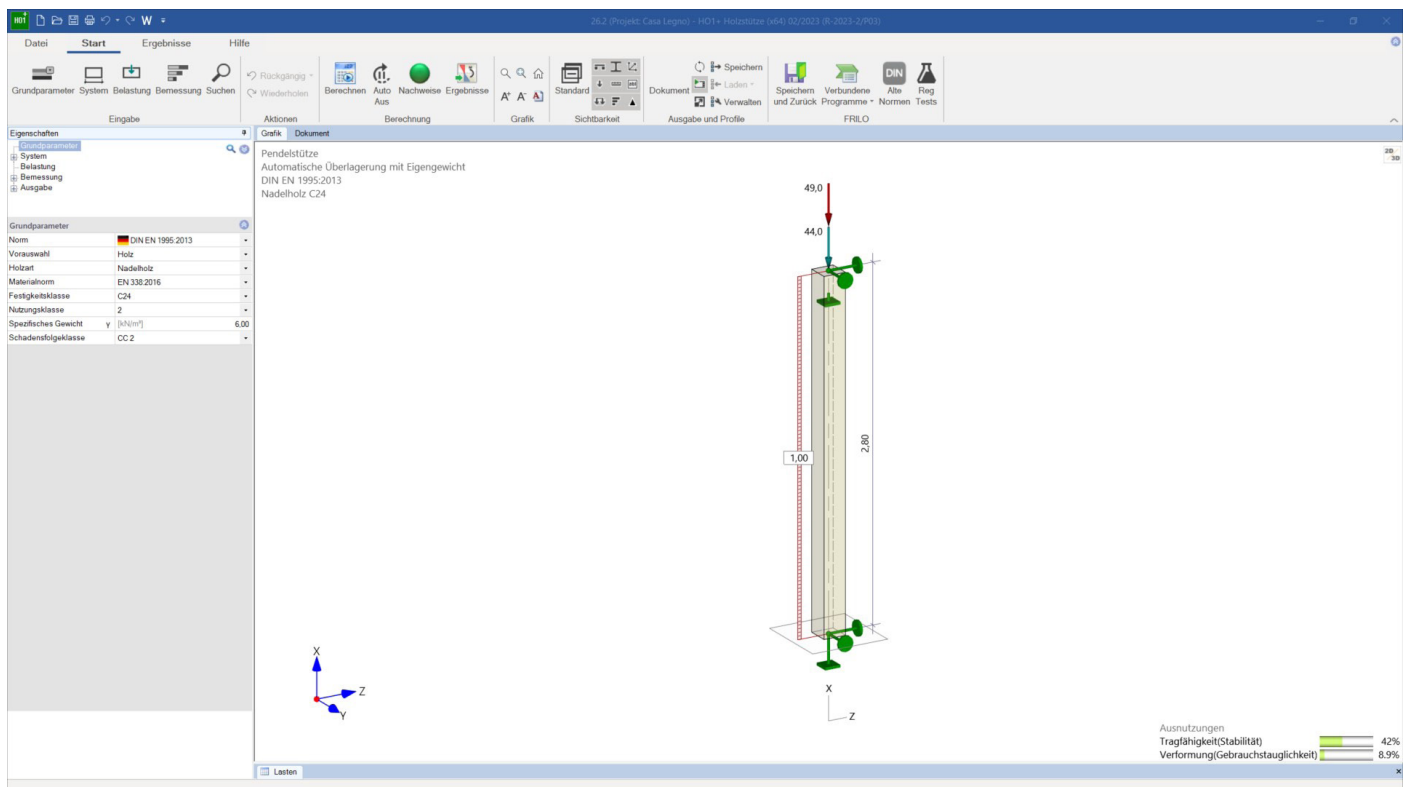 HO1
W
26.2 (Projekt: Casa Legno) - HO1+ Holzstütze (x64) 02/2023 (R-2023-2/P03)
Datei Start Ergebnisse Hilfe
Grundparameter System Belastung Bemessung Suchen
Eingabe
Rückgängig
Wiederholen
Aktionen
Berechnen Auto Aus Nachweise Ergebnisse
Berechnung
A+ A- A
Grafik
Standard
Sichtbarkeit
Dokument
Speichern
Laden
Verwalten
Ausgabe und Profile
Speichern und Zurück
Verbundene Programme
DIN
Alte Normen
Reg Tests
FRILO
Eigenschaften
Grundparameter
System
Belastung
Bemessung
Ausgabe
Grundparameter
Norm DIN EN 1995:2013
Vorauswahl Holz
Holzart Nadelholz
Materialnorm EN 338:2016
Festigkeitsklasse C24
Nutzungsklasse 2
Spezifisches Gewicht γ [kN/m³] 6,00
Schadensfolgeklasse CC 2
Grafik Dokument
Pendelstütze
Automatische Überlagerung mit Eigengewicht
DIN EN 1995:2013
Nadelholz C24
2D
3D
49,0
44,0
1,00
2,80
X
Z
Y
X
Z
Ausnutzungen
Tragfähigkeit(Stabilität) 42%
Verformung(Gebrauchstauglichkeit) 8.9%
Lasten